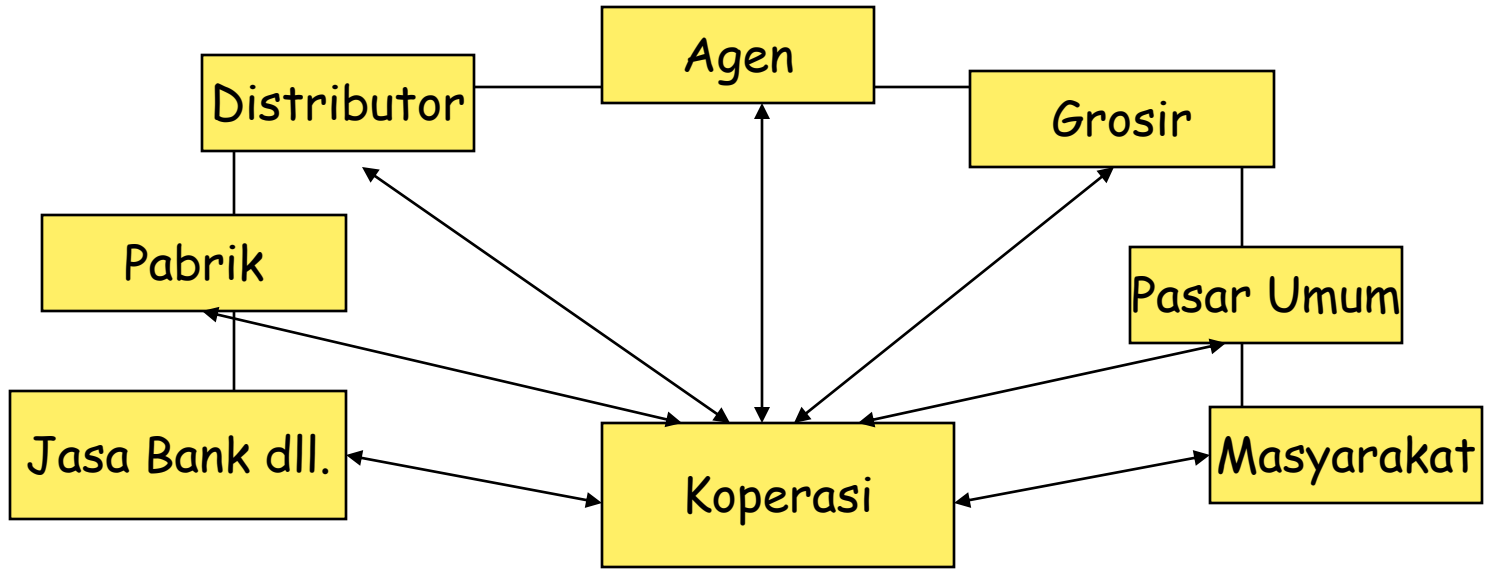 Agen
Distributor
Grosir
Pabrik
Pasar Umum
Jasa Bank dll.
Masyarakat
Koperasi